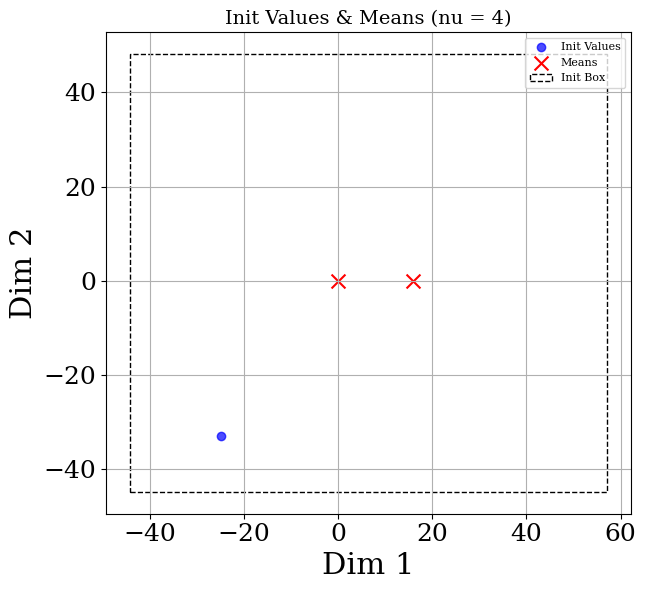 Init Values & Means (nu = 4)
Init Values
Means
Init Box
40
20
0
−20
−40
Dim 2
−40
−20
0
20
40
60
Dim 1